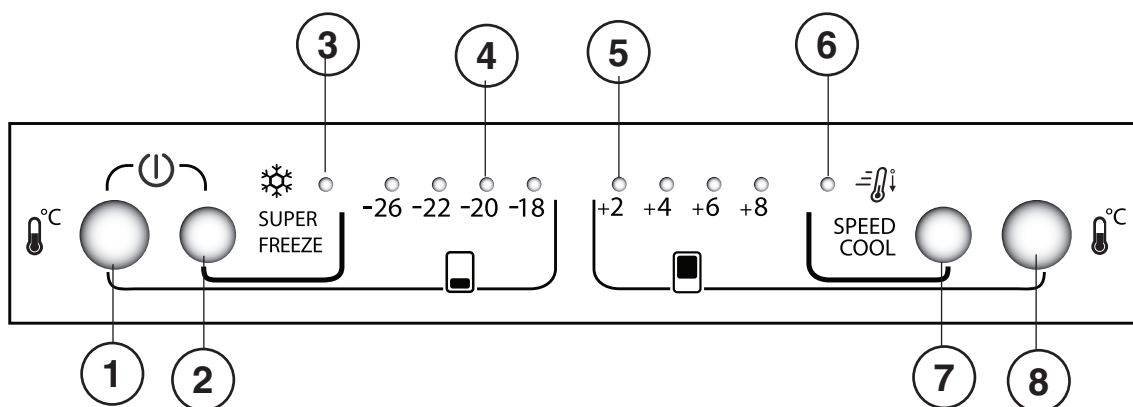 3 4 5 6
°C
SUPER
FREEZE
-26 -22 -20 -18
+2 +4 +6 +8
SPEED
COOL
°C
1 2 7 8